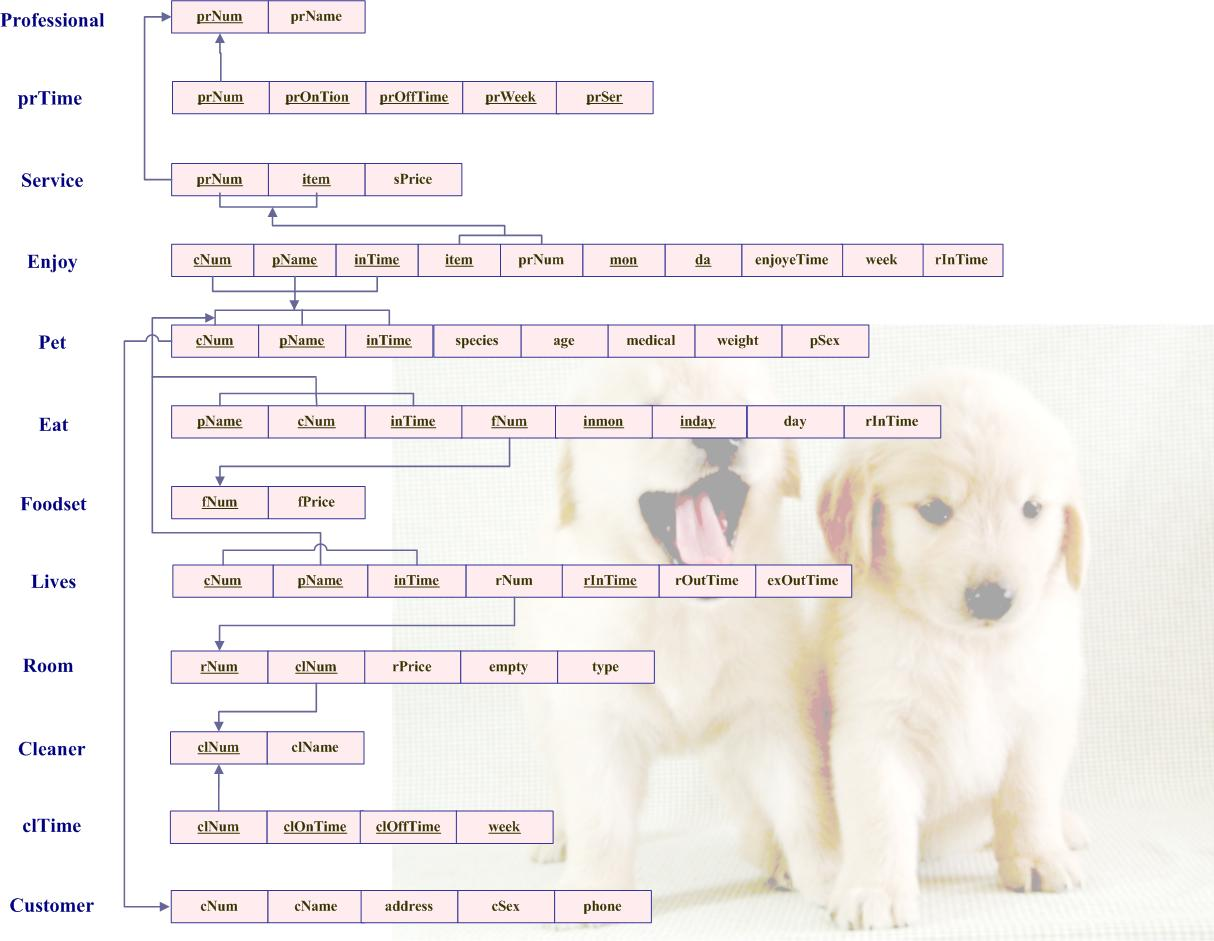 Professional prNum prName
prTime prNum prOnTion prOffTime prWeek prSer
Service prNum item sPrice
Enjoy cNum pName inTime item prNum mon da enjoyeTime week rInTime
Pet cNum pName inTime species age medical weight pSex
Eat pName cNum inTime fNum inmon inday day rInTime
Foodset fNum fPrice
Lives cNum pName inTime rNum rInTime rOutTime exOutTime
Room rNum clNum rPrice empty type
Cleaner clNum clName
clTime clNum clOnTime clOffTime week
Customer cNum cName address cSex phone